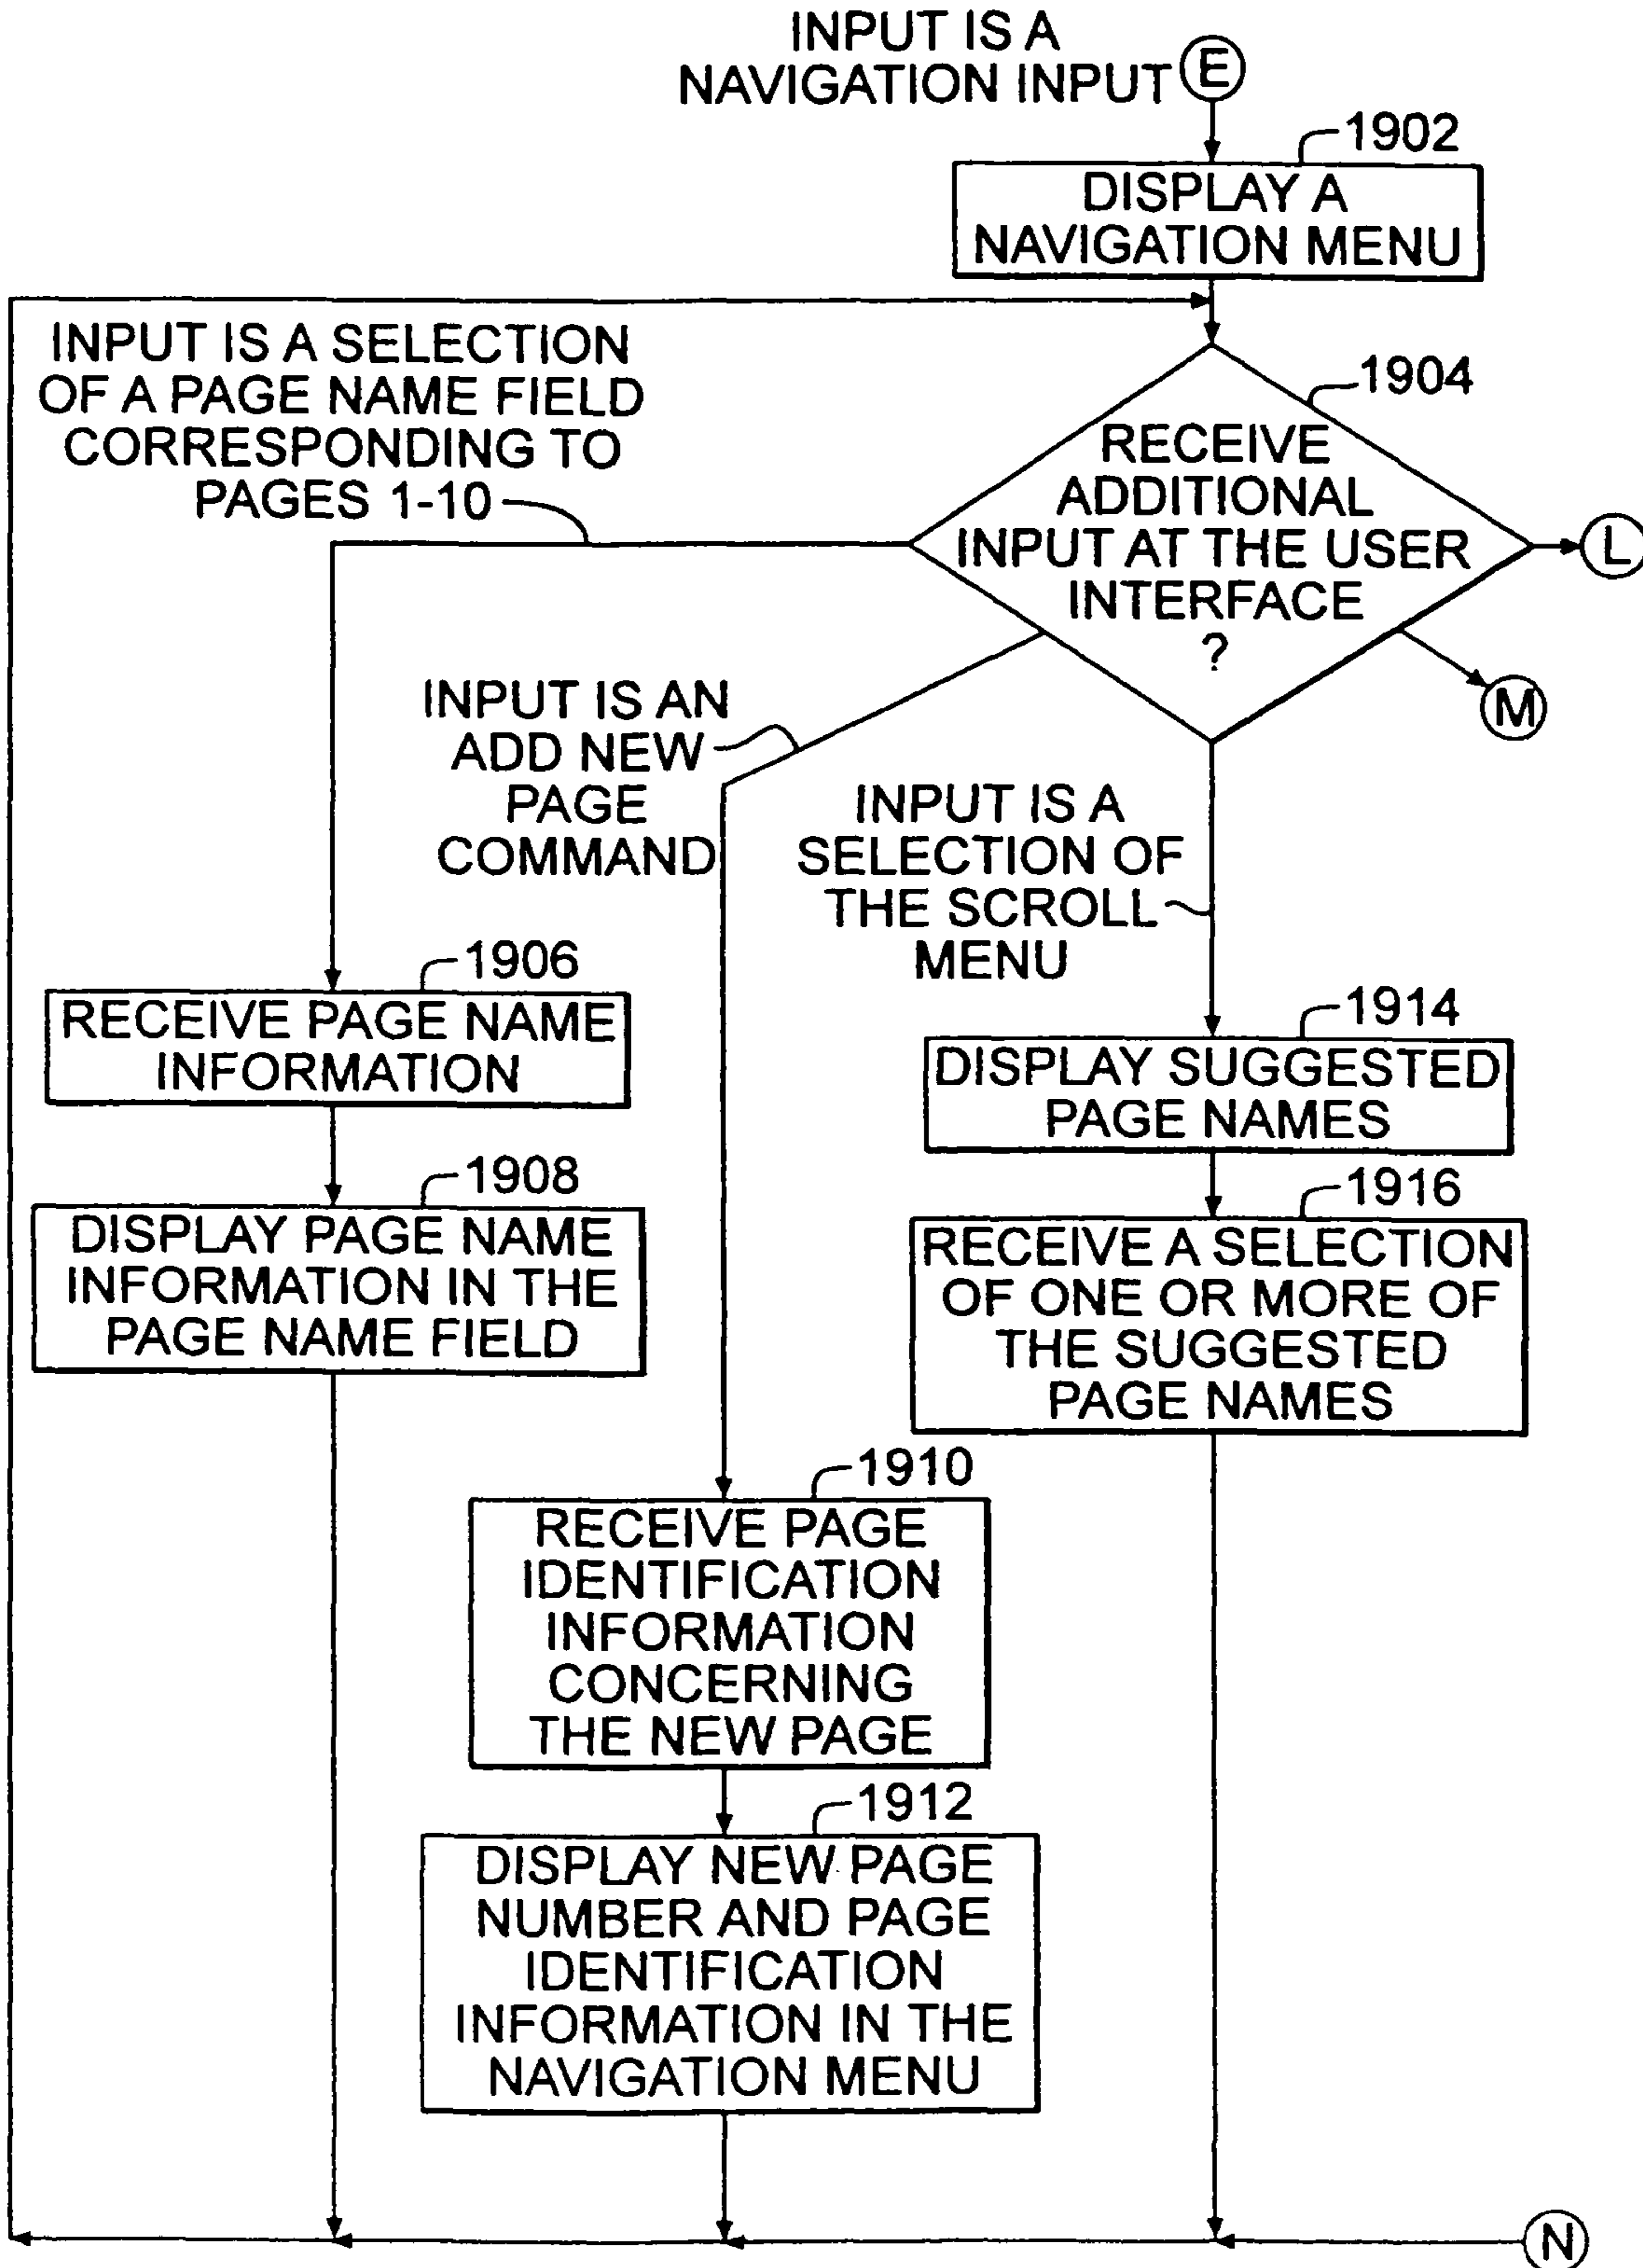 INPUT IS A
NAVIGATION INPUT
E
1902
DISPLAY A
NAVIGATION MENU
INPUT IS A SELECTION
OF A PAGE NAME FIELD
CORRESPONDING TO
PAGES 1-10
1904
RECEIVE
ADDITIONAL
INPUT AT THE USER
INTERFACE
?
L
M
INPUT IS AN
ADD NEW
PAGE
COMMAND
INPUT IS A
SELECTION OF
THE SCROLL
MENU
1906
RECEIVE PAGE NAME
INFORMATION
1908
DISPLAY PAGE NAME
INFORMATION IN THE
PAGE NAME FIELD
1914
DISPLAY SUGGESTED
PAGE NAMES
1916
RECEIVE A SELECTION
OF ONE OR MORE OF
THE SUGGESTED
PAGE NAMES
1910
RECEIVE PAGE
IDENTIFICATION
INFORMATION
CONCERNING
THE NEW PAGE
1912
DISPLAY NEW PAGE
NUMBER AND PAGE
IDENTIFICATION
INFORMATION IN THE
NAVIGATION MENU
N